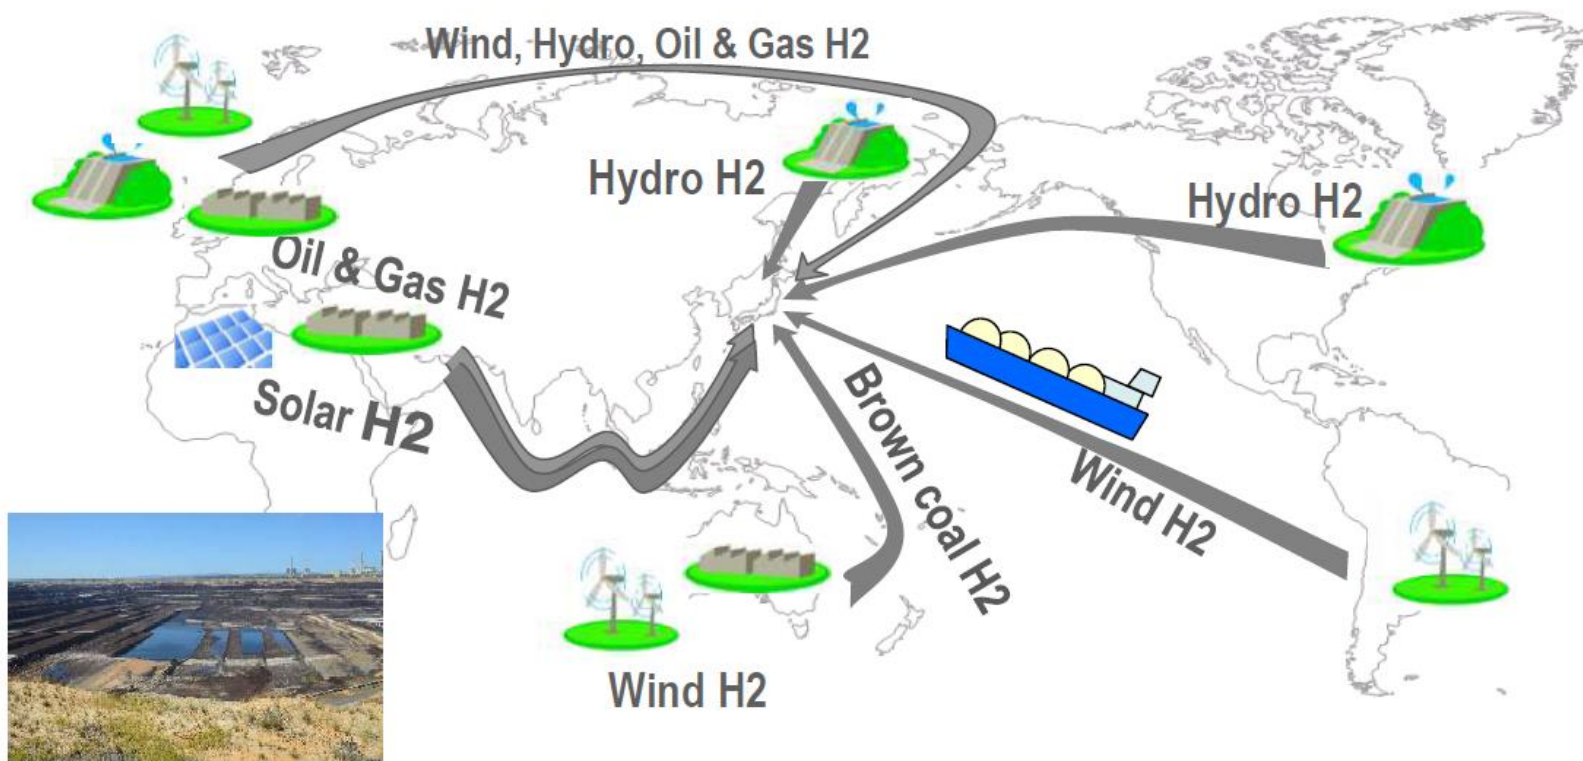 Wind, Hydro, Oil & Gas H2
Hydro H2
Hydro H2
Oil & Gas H2
Solar H2
Brown coal H2
Wind H2
Wind H2